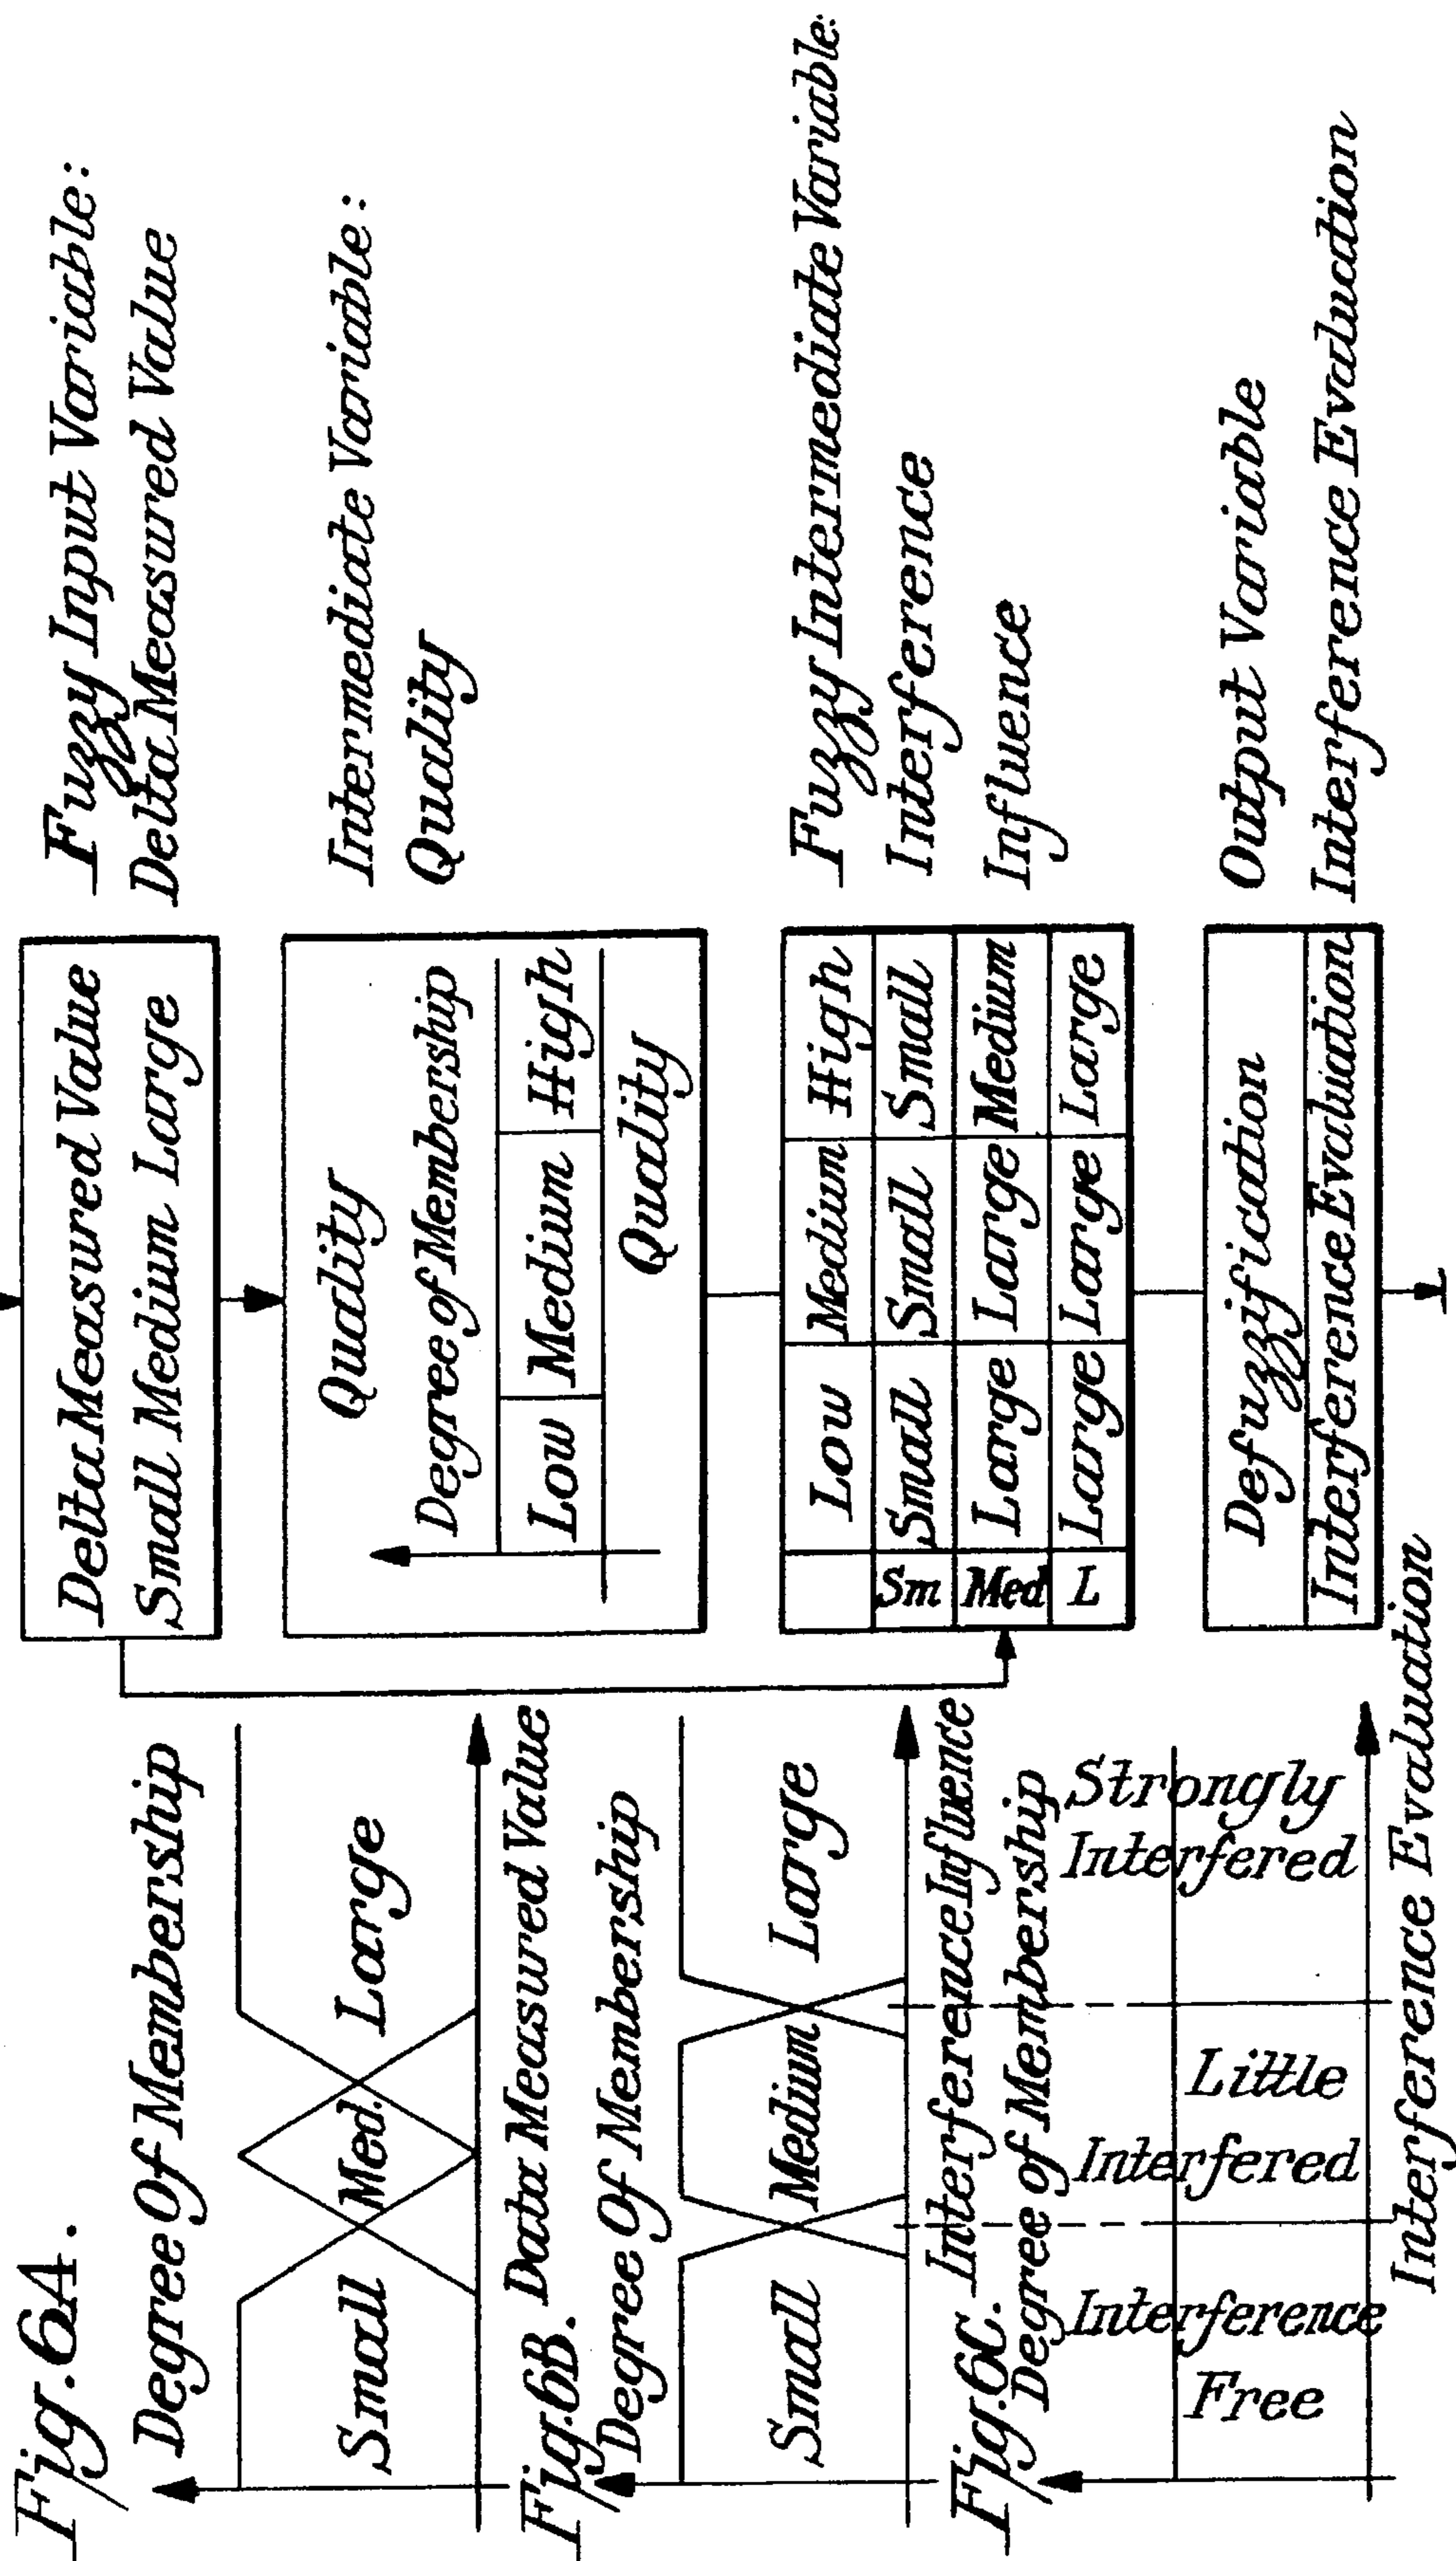 Fig. 6A.
Degree Of Membership
Small
Med.
Large
Data Measured Value
Fig. 6B.
Degree Of Membership
Small
Medium
Large
Interference Influence
Fig. 6C.
Degree of Membership
Interference
Free
Little
Interfered
Strongly
Interfered
Interference Evaluation
Delta Measured Value
Small Medium Large
Quality
Degree of Membership
Low Medium High
Quality
Low Medium High
Sm Small Small Small
Med Large Large Medium
L Large Large Large
Defuzzification
Interference Evaluation
Fuzzy Input Variable:
Delta Measured Value
Intermediate Variable:
Quality
Fuzzy Intermediate Variable:
Interference
Influence
Output Variable
Interference Evaluation